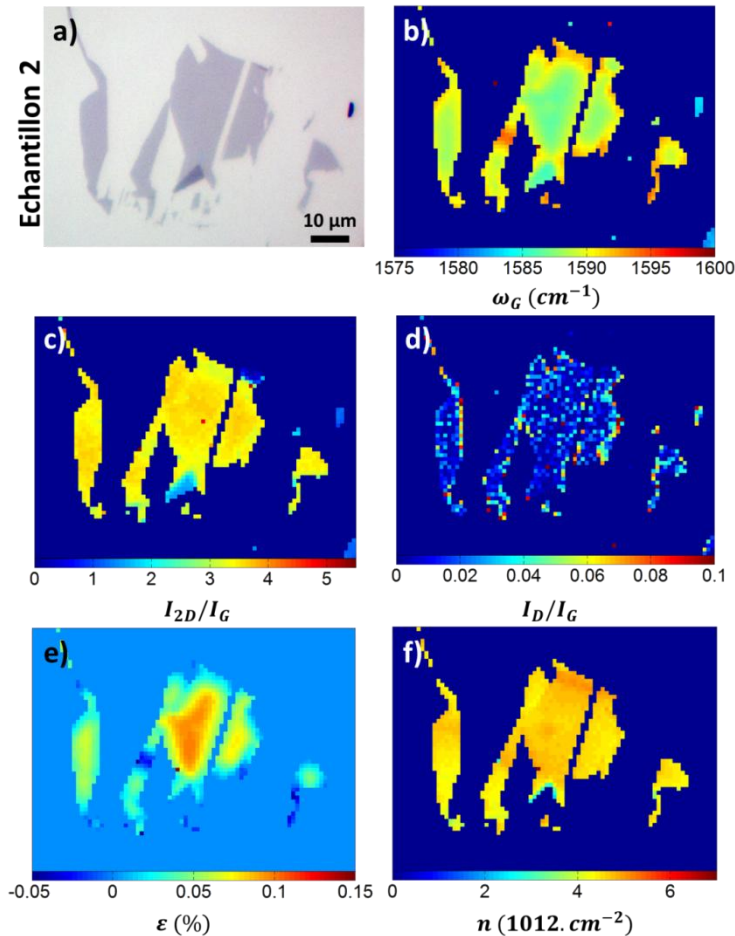 Echantillon 2
a)
10 µm
b)
1575 1580 1585 1590 1595 1600
ω_G (cm⁻¹)
c)
0 1 2 3 4 5
I_2D/I_G
d)
0 0.02 0.04 0.06 0.08 0.1
I_D/I_G
e)
-0.05 0 0.05 0.10 0.15
ε (%)
f)
0 2 4 6
n (1012. cm⁻²)